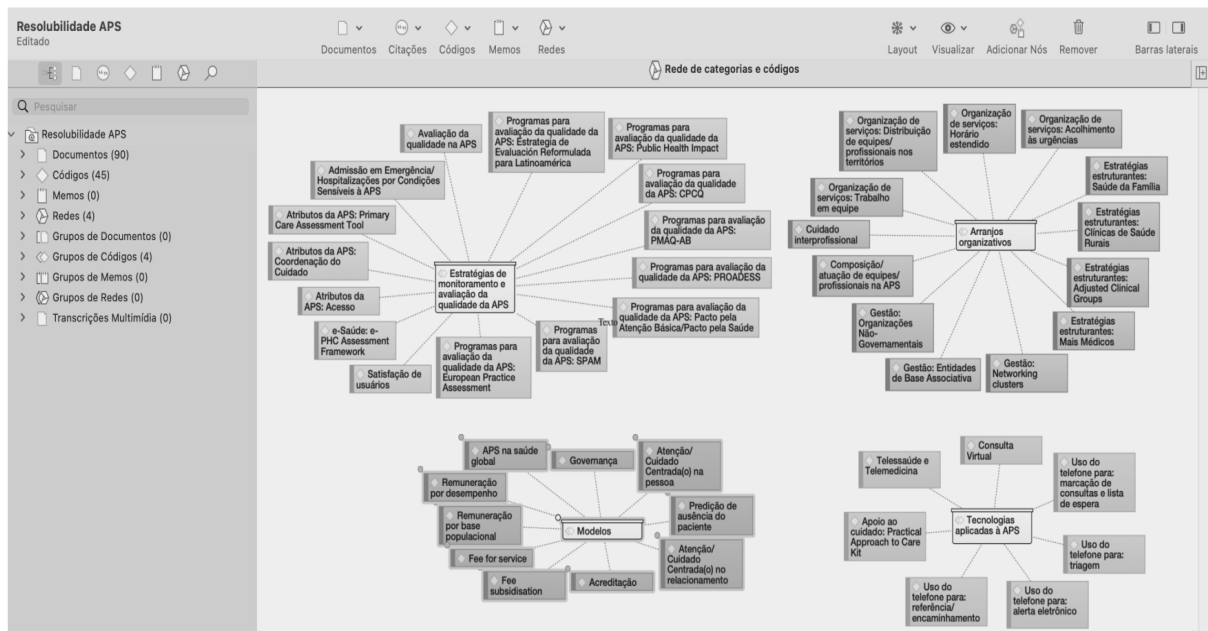 Resolubilidade APS
Editado
Documentos
Citações
Códigos
Memos
Redes
Layout
Visualizar
Adicionar Nós
Remover
Barras laterais
Rede de categorias e códigos
Pesquisar
Resolubilidade APS
Documentos (90)
Códigos (45)
Memos (0)
Redes (4)
Grupos de Documentos (0)
Grupos de Códigos (4)
Grupos de Memos (0)
Grupos de Redes (0)
Transcrições Multimídia (0)
Avaliação da
qualidade na APS
Programas para
avaliação da qualidade da
APS: Estrategia de
Evaluación Reformulada
para Latinoamérica
Programas para
avaliação da qualidade da
APS: Public Health Impact
Admissão em Emergência/
Hospitalizações por Condições
Sensíveis à APS
Programas para
avaliação da qualidade
da APS: CPCQ
Atributos da APS: Primary
Care Assessment Tool
Programas para avaliação
da qualidade da APS:
PMAQ-AB
Atributos da APS:
Coordenação do
Cuidado
Estratégias de
monitoramento e
avaliação da
qualidade da APS
Programas para avaliação da
qualidade da APS: PROADESS
Atributos da
APS: Acesso
Programas para avaliação da
qualidade da APS: Pacto pela
Atenção Básica/Pacto pela Saúde
Texto
e-Saúde: e-
PHC Assessment
Framework
Programas
para avaliação
da qualidade
da APS: SPAM
Programas para
avaliação da
qualidade da
APS: European Practice
Assessment
Satisfação de
usuários
Organização
de serviços: Distribuição
de equipes/
profissionais nos
territórios
Organização
de serviços:
Horário
estendido
Organização de
serviços: Acolhimento
às urgências
Estratégias
estruturantes:
Saúde da Família
Organização de
serviços: Trabalho
em equipe
Estratégias
estruturantes:
Clínicas de Saúde
Rurais
Cuidado
interprofissional
Arranjos
organizativos
Composição/
atuação de equipes/
profissionais na APS
Estratégias
estruturantes:
Adjusted Clinical
Groups
Gestão:
Organizações
Não-
Governamentais
Estratégias
estruturantes:
Mais Médicos
Gestão: Entidades
de Base Associativa
Gestão:
Networking
clusters
APS na saúde
global
Governança
Atenção/
Cuidado
Centrada(o) na
pessoa
Remuneração
por desempenho
Predição de
ausência do
paciente
Remuneração
por base
populacional
Modelos
Fee for service
Atenção/
Cuidado
Centrada(o) no
relacionamento
Fee
subsidisation
Acreditação
Consulta
Virtual
Telessaúde e
Telemedicina
Uso do
telefone para:
marcação de
consultas e lista
de espera
Apoio ao
cuidado: Practical
Approach to Care
Kit
Tecnologias
aplicadas à APS
Uso do
telefone para:
triagem
Uso do
telefone para:
referência/
encaminhamento
Uso do
telefone para:
alerta eletrônico